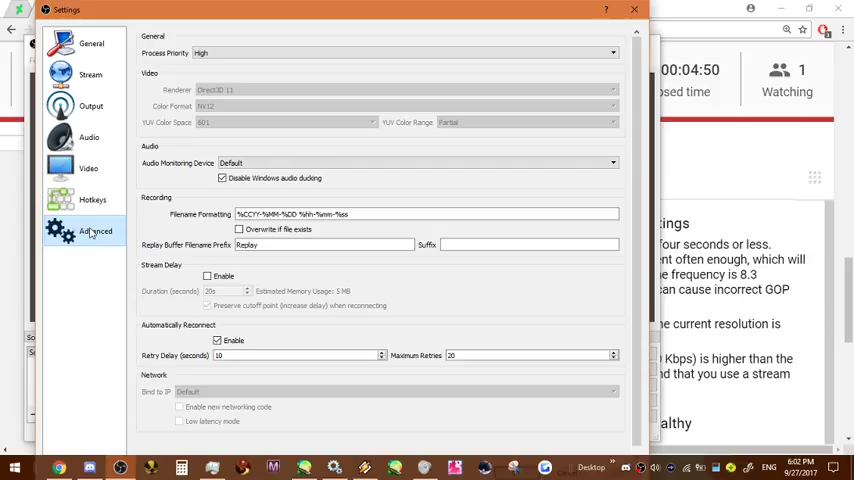 Settings
?
General
General
Process Priority High
Video
Stream
Renderer Direct3D 11
Color Format NV12
Output
YUV Color Space 601 YUV Color Range Partial
Audio
Audio
Audio Monitoring Device Default
Video
Disable Windows audio ducking
Recording
Hotkeys
Filename Formatting %CCYY-%MM-%DD %hh-%mm-%ss
Overwrite if file exists
Advanced
Replay Buffer Filename Prefix Replay Suffix
Stream Delay
Enable
Duration (seconds) 20s Estimated Memory Usage: 5 MB
Preserve cutoff point (increase delay) when reconnecting
Automatically Reconnect
Enable
Retry Delay (seconds) 10 Maximum Retries 20
Network
Bind to IP Default
Enable new networking code
Low latency mode
00:04:50
1
osed time
Watching
tings
four seconds or less.
ent often enough, which will
he frequency is 8.3
can cause incorrect GOP
e current resolution is
0 Kbps) is higher than the
nd that you use a stream
althy
Desktop
ENG
6:02 PM
9/27/2017